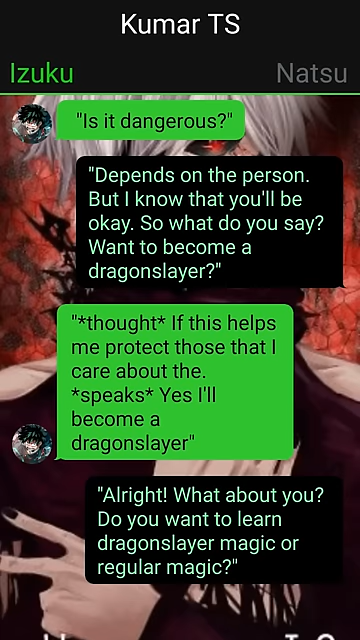 Kumar TS
Izuku Natsu
"Is it dangerous?"
"Depends on the person.
But I know that you'll be
okay. So what do you say?
Want to become a
dragonslayer?"
"*thought* If this helps
me protect those that I
care about the.
*speaks* Yes I'll
become a
dragonslayer"
"Alright! What about you?
Do you want to learn
dragonslayer magic or
regular magic?"